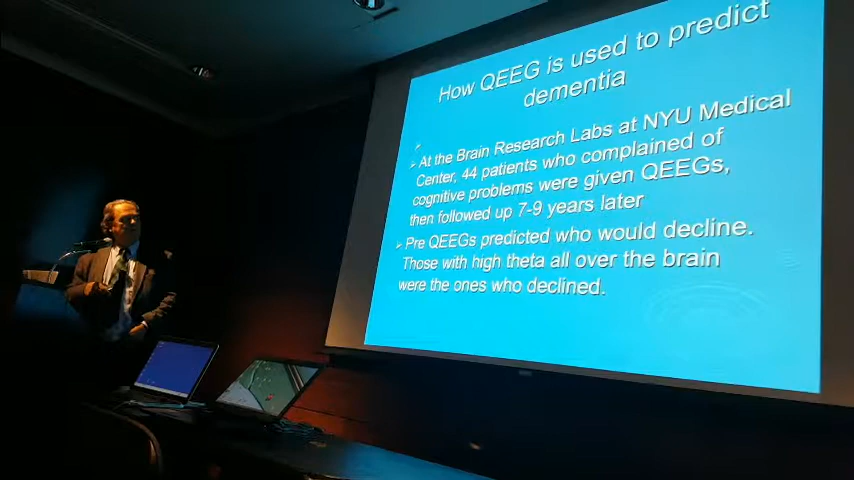 How QEEG is used to predict
dementia
At the Brain Research Labs at NYU Medical
Center, 44 patients who complained of
cognitive problems were given QEEGs,
then followed up 7-9 years later
Pre QEEGs predicted who would decline.
Those with high theta all over the brain
were the ones who declined.